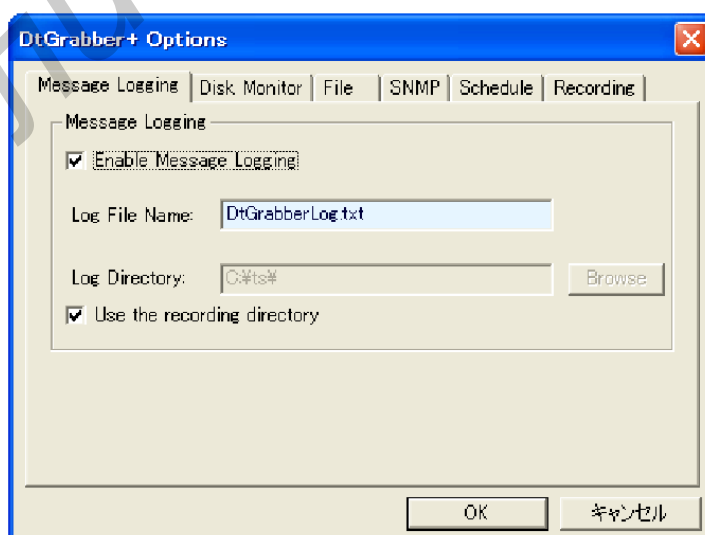 DtGrabber+ Options
Message Logging Disk Monitor File SNMP Schedule Recording
Message Logging
Enable Message Logging
Log File Name: DtGrabberLog.txt
Log Directory: C:¥ts¥ Browse
Use the recording directory
OK キャンセル